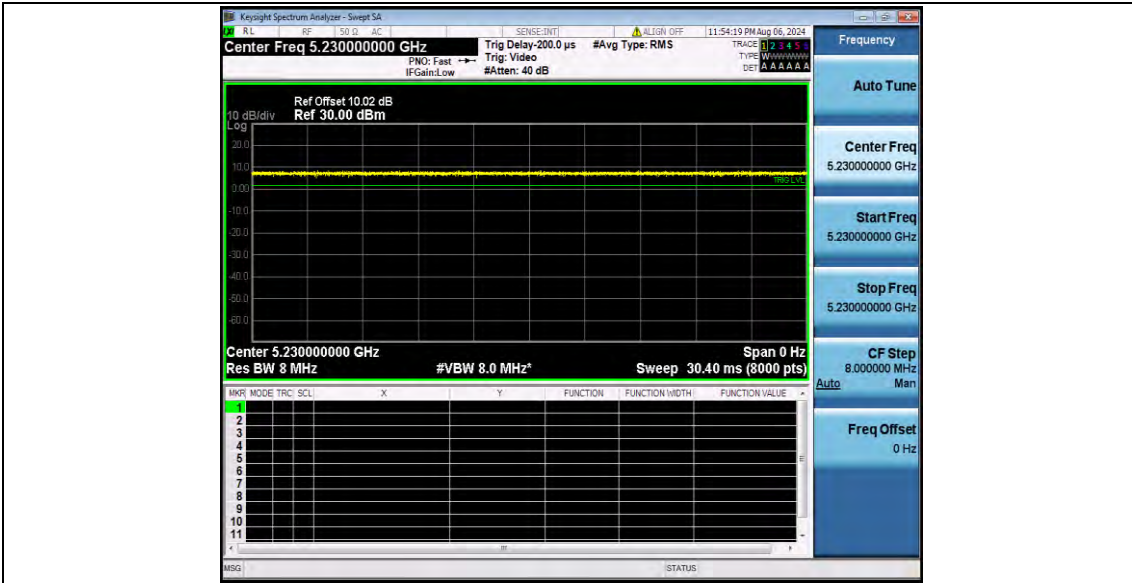 Keysight Spectrum Analyzer - Swept SA
RL RF 50 Ω AC SENSE:INT ALIGN OFF 11:54:19 PM Aug 06, 2024
Center Freq 5.230000000 GHz
PNO: Fast
IFGain:Low
Trig Delay-200.0 µs
Trig: Video
#Atten: 40 dB
#Avg Type: RMS
TRACE 1 2 3 4 5 6
TYPE W
DET A A A A A A
Ref Offset 10.02 dB
10 dB/div Ref 30.00 dBm
Log
20.0
10.0
TRIG LVL
0.00
-10.0
-20.0
-30.0
-40.0
-50.0
-60.0
Center 5.230000000 GHz Span 0 Hz
Res BW 8 MHz #VBW 8.0 MHz* Sweep 30.40 ms (8000 pts)
MKR MODE TRC SCL X Y FUNCTION FUNCTION WIDTH FUNCTION VALUE
1
2
3
4
5
6
7
8
9
10
11
MSG STATUS
Frequency
Auto Tune
Center Freq
5.230000000 GHz
Start Freq
5.230000000 GHz
Stop Freq
5.230000000 GHz
CF Step
8.000000 MHz
Auto Man
Freq Offset
0 Hz